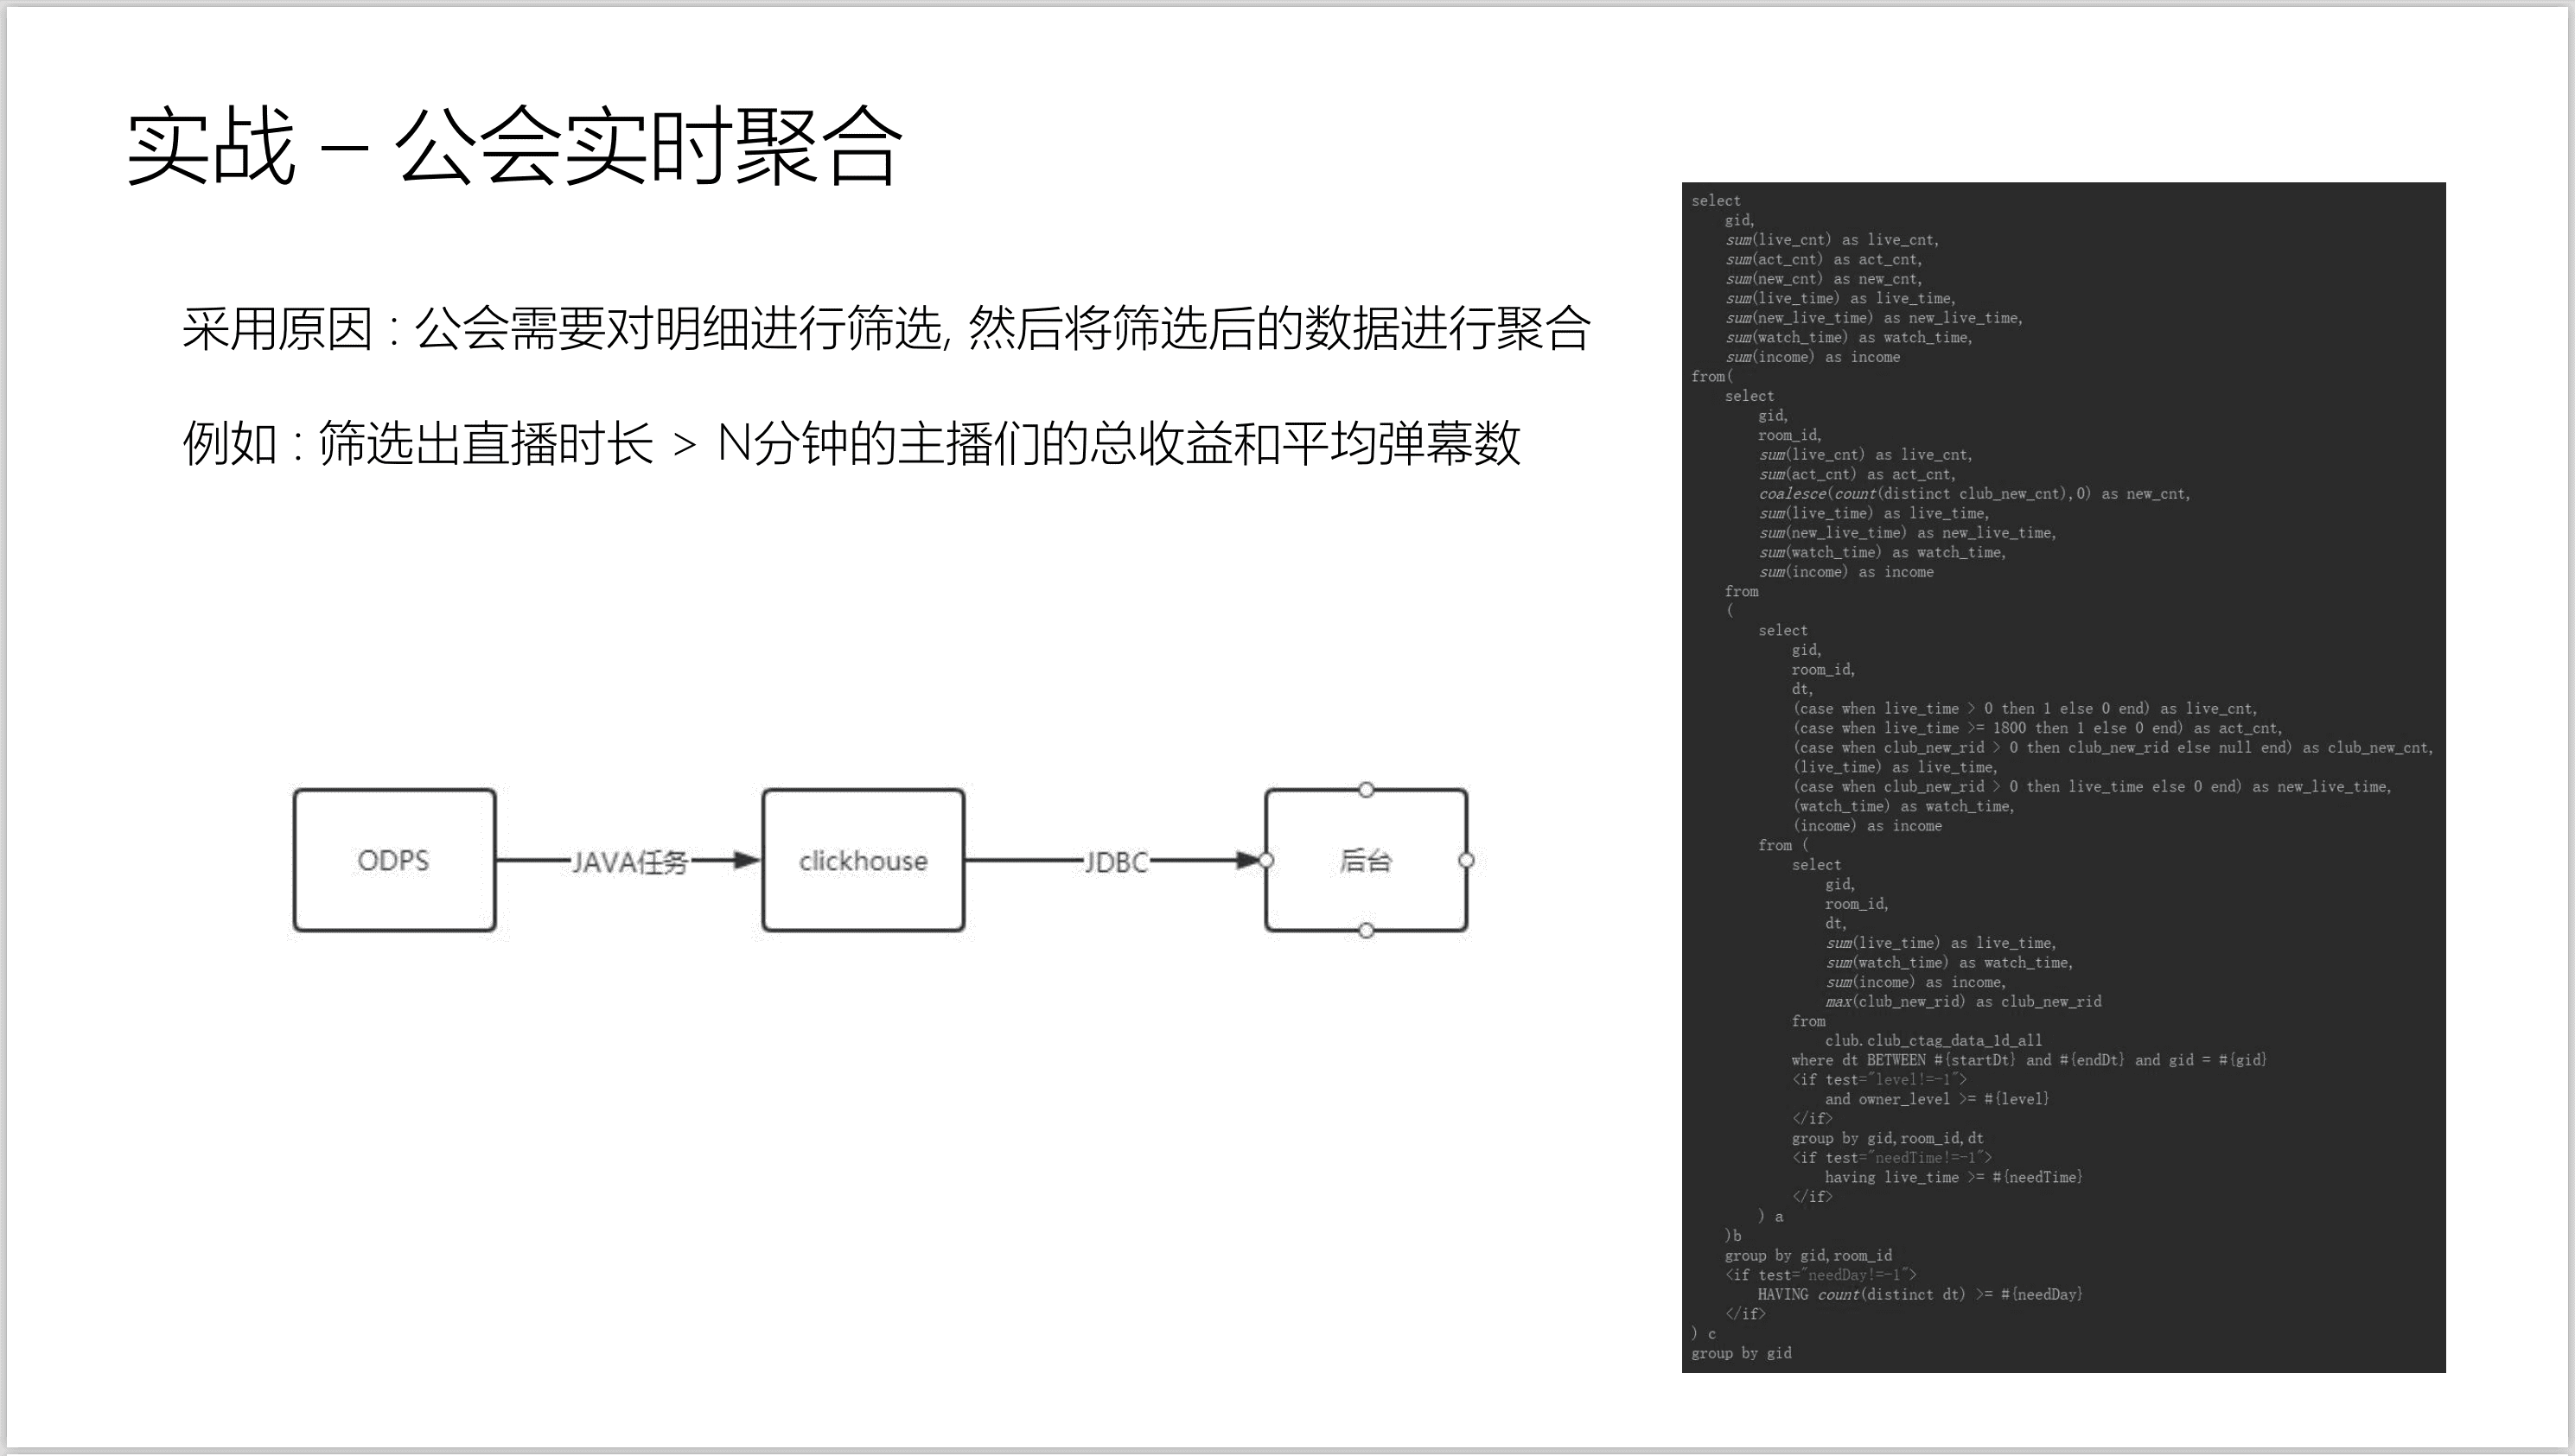 实战 – 公会实时聚合
采用原因 : 公会需要对明细进行筛选, 然后将筛选后的数据进行聚合
例如 : 筛选出直播时长 > N分钟的主播们的总收益和平均弹幕数
ODPS
JAVA任务
clickhouse
JDBC
后台
select
gid,
sum(live_cnt) as live_cnt,
sum(act_cnt) as act_cnt,
sum(new_cnt) as new_cnt,
sum(live_time) as live_time,
sum(new_live_time) as new_live_time,
sum(watch_time) as watch_time,
sum(income) as income
from(
select
gid,
room_id,
sum(live_cnt) as live_cnt,
sum(act_cnt) as act_cnt,
coalesce(count(distinct club_new_cnt),0) as new_cnt,
sum(live_time) as live_time,
sum(new_live_time) as new_live_time,
sum(watch_time) as watch_time,
sum(income) as income
from
(
select
gid,
room_id,
dt,
(case when live_time > 0 then 1 else 0 end) as live_cnt,
(case when live_time >= 1800 then 1 else 0 end) as act_cnt,
(case when club_new_rid > 0 then club_new_rid else null end) as club_new_cnt,
(live_time) as live_time,
(case when club_new_rid > 0 then live_time else 0 end) as new_live_time,
(watch_time) as watch_time,
(income) as income
from (
select
gid,
room_id,
dt,
sum(live_time) as live_time,
sum(watch_time) as watch_time,
sum(income) as income,
max(club_new_rid) as club_new_rid
from
club.club_ctag_data_1d_all
where dt BETWEEN #{startDt} and #{endDt} and gid = #{gid}
<if test="level!=-1">
and owner_level >= #{level}
</if>
group by gid,room_id,dt
<if test="needTime!=-1">
having live_time >= #{needTime}
</if>
) a
)b
group by gid,room_id
<if test="needDay!=-1">
HAVING count(distinct dt) >= #{needDay}
</if>
) c
group by gid